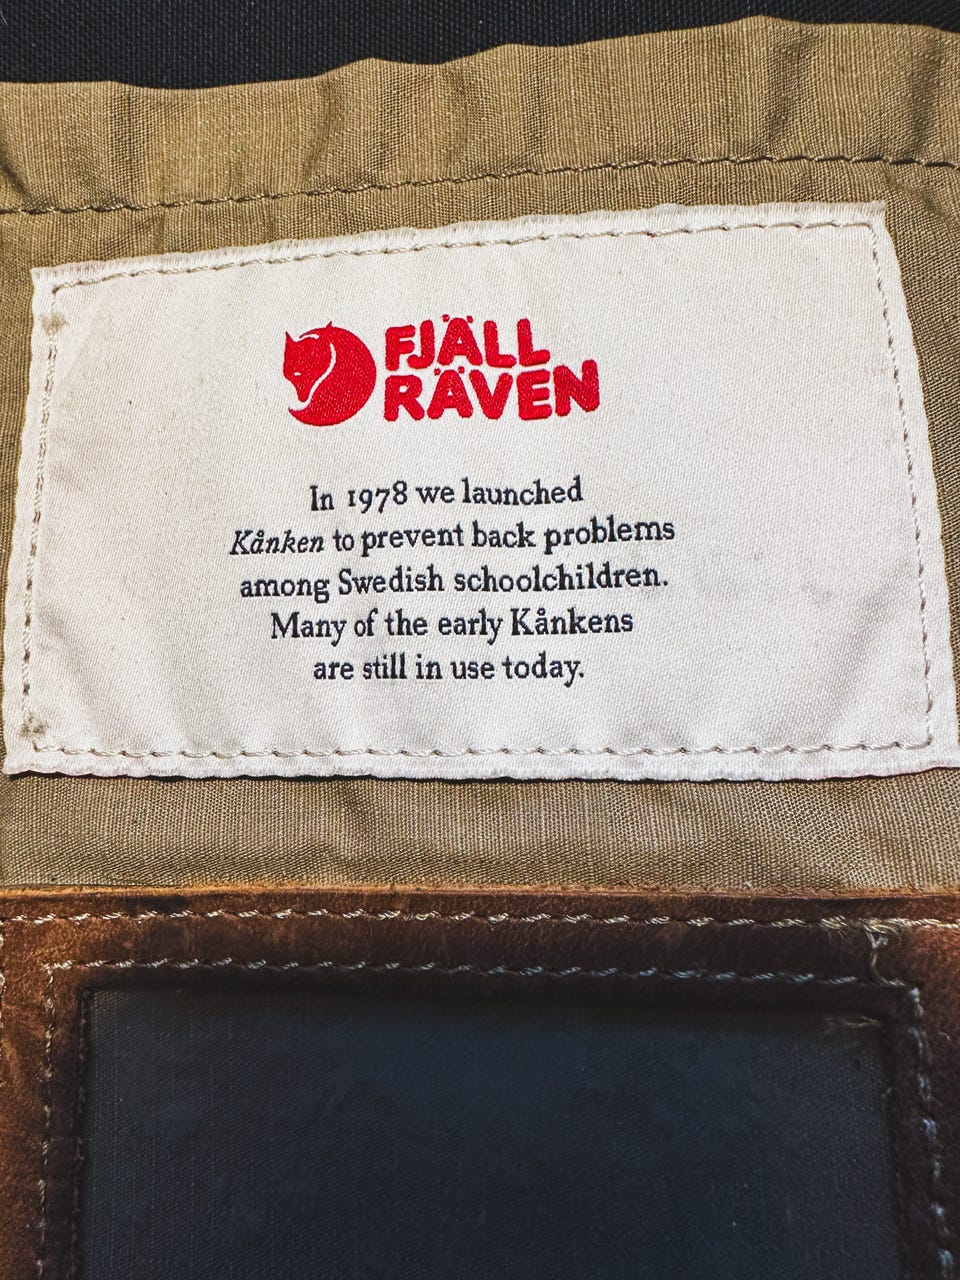 FJÄLL
RÄVEN
In 1978 we launched
Kånken to prevent back problems
among Swedish schoolchildren.
Many of the early Kånkens
are still in use today.